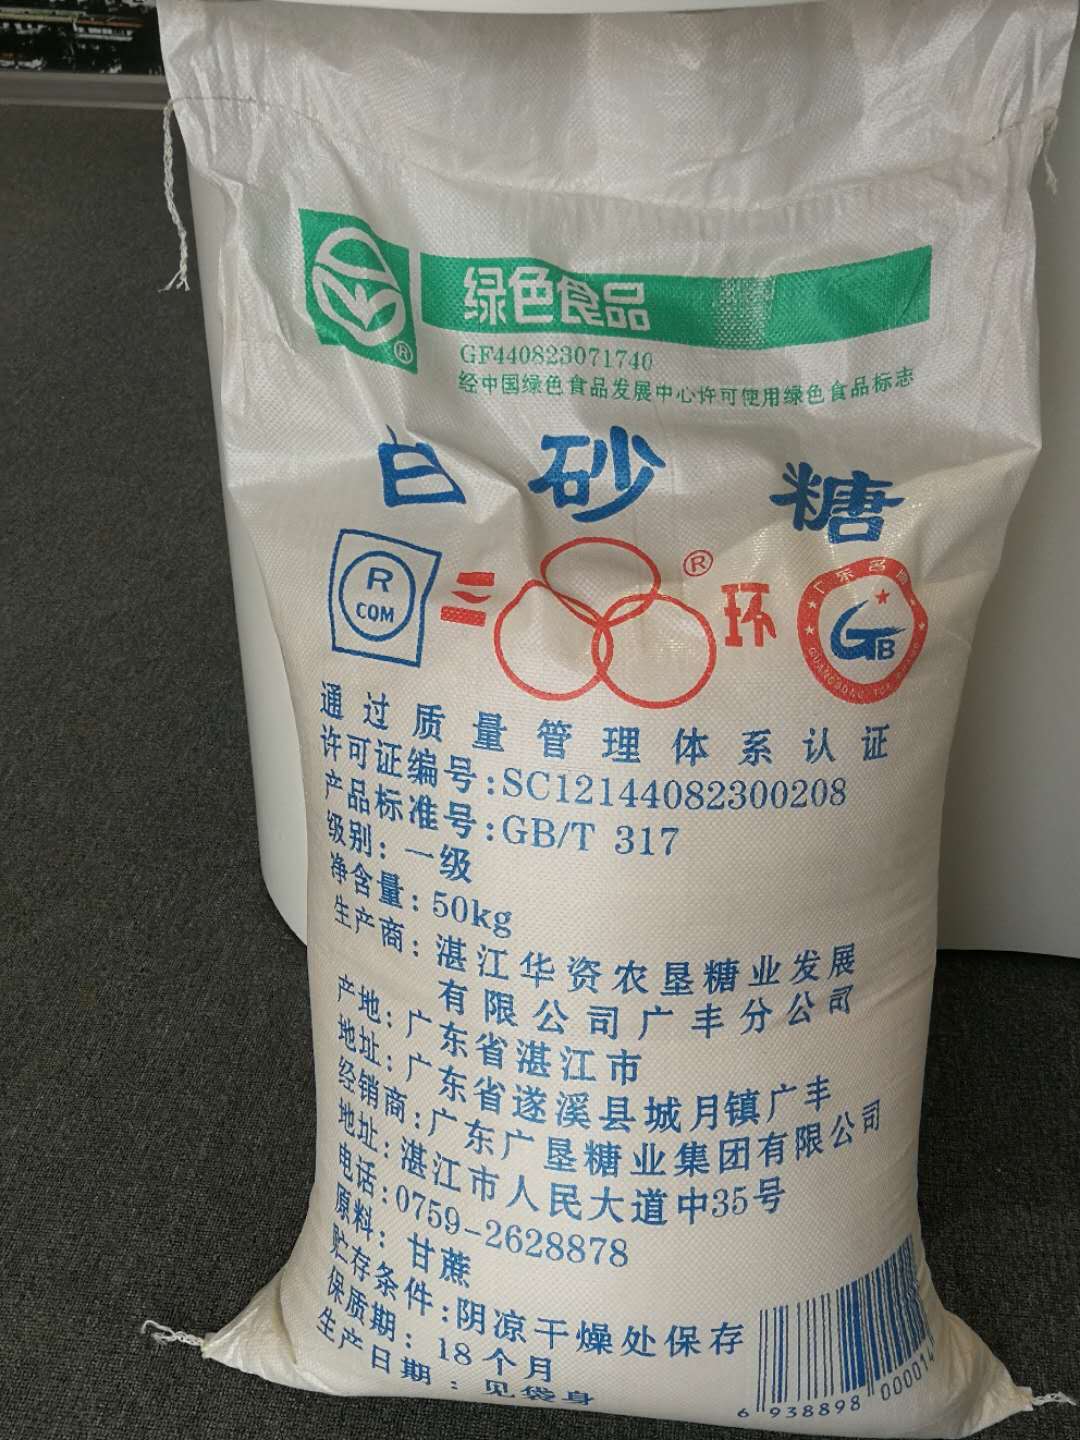 绿色食品
®
GF440823071740
经中国绿色食品发展中心许可使用绿色食品标志
白砂糖
R
COM
三
®
环
广东名牌
GB
通过质量管理体系认证
许可证编号:SC12144082300208
产品标准号:GB/T 317
级别:一级
净含量:50kg
生产商:湛江华资农垦糖业发展
有限公司广丰分公司
产地:广东省湛江市
地址:广东省遂溪县城月镇广丰
经销商:广东广垦糖业集团有限公司
地址:湛江市人民大道中35号
电话:0759-2628878
原料:甘蔗
贮存条件:阴凉干燥处保存
保质期:18个月
生产日期:见袋身
6 938898 000014